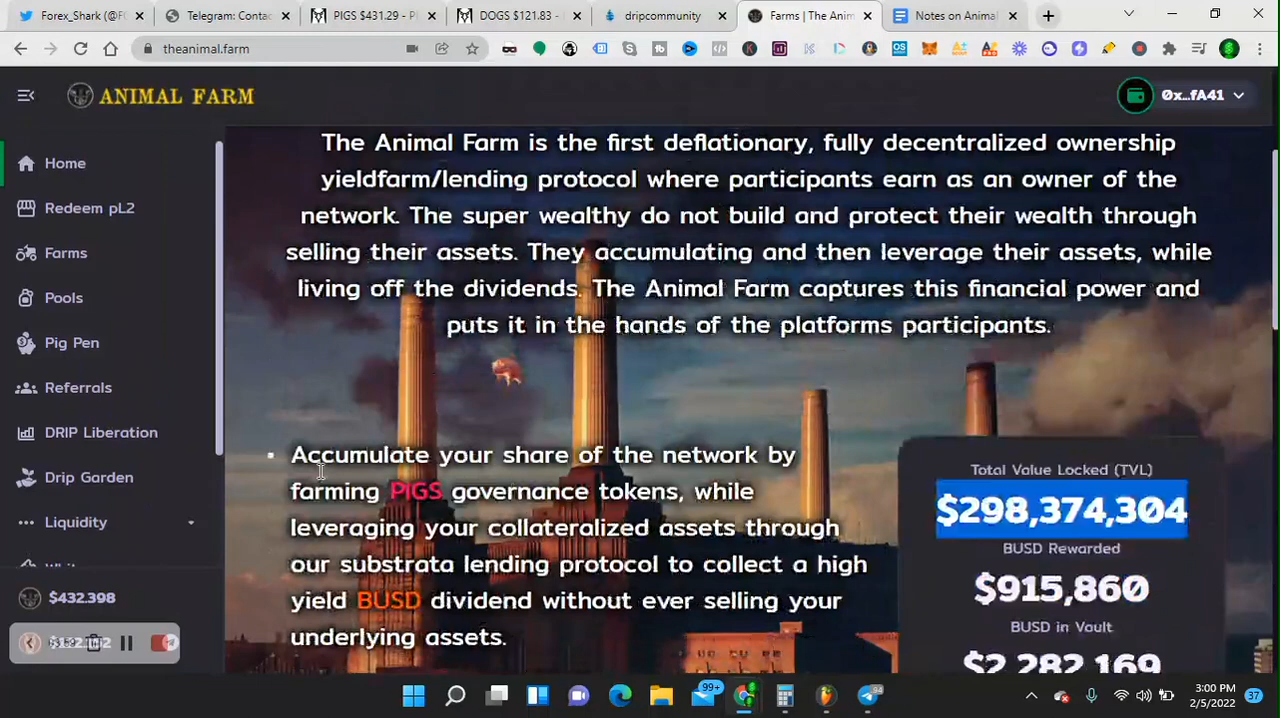 Forex_Shark (@F
Telegram: Contac
PIGS $431.29 - P
DOGS $121.83 -
dripcommunity
Farms | The Anim
Notes on Animal
theanimal.farm
ANIMAL FARM
0x...fA41
Home
Redeem pL2
Farms
Pools
Pig Pen
Referrals
DRIP Liberation
Drip Garden
Liquidity
$432.398
The Animal Farm is the first deflationary, fully decentralized ownership
yieldfarm/lending protocol where participants earn as an owner of the
network. The super wealthy do not build and protect their wealth through
selling their assets. They accumulating and then leverage their assets, while
living off the dividends. The Animal Farm captures this financial power and
puts it in the hands of the platforms participants.
Accumulate your share of the network by
farming PIGS governance tokens, while
leveraging your collateralized assets through
our substrata lending protocol to collect a high
yield BUSD dividend without ever selling your
underlying assets.
Total Value Locked (TVL)
$298,374,304
BUSD Rewarded
$915,860
BUSD in Vault
$2,282,169
99+
94
3:00 PM
2/5/2022
37